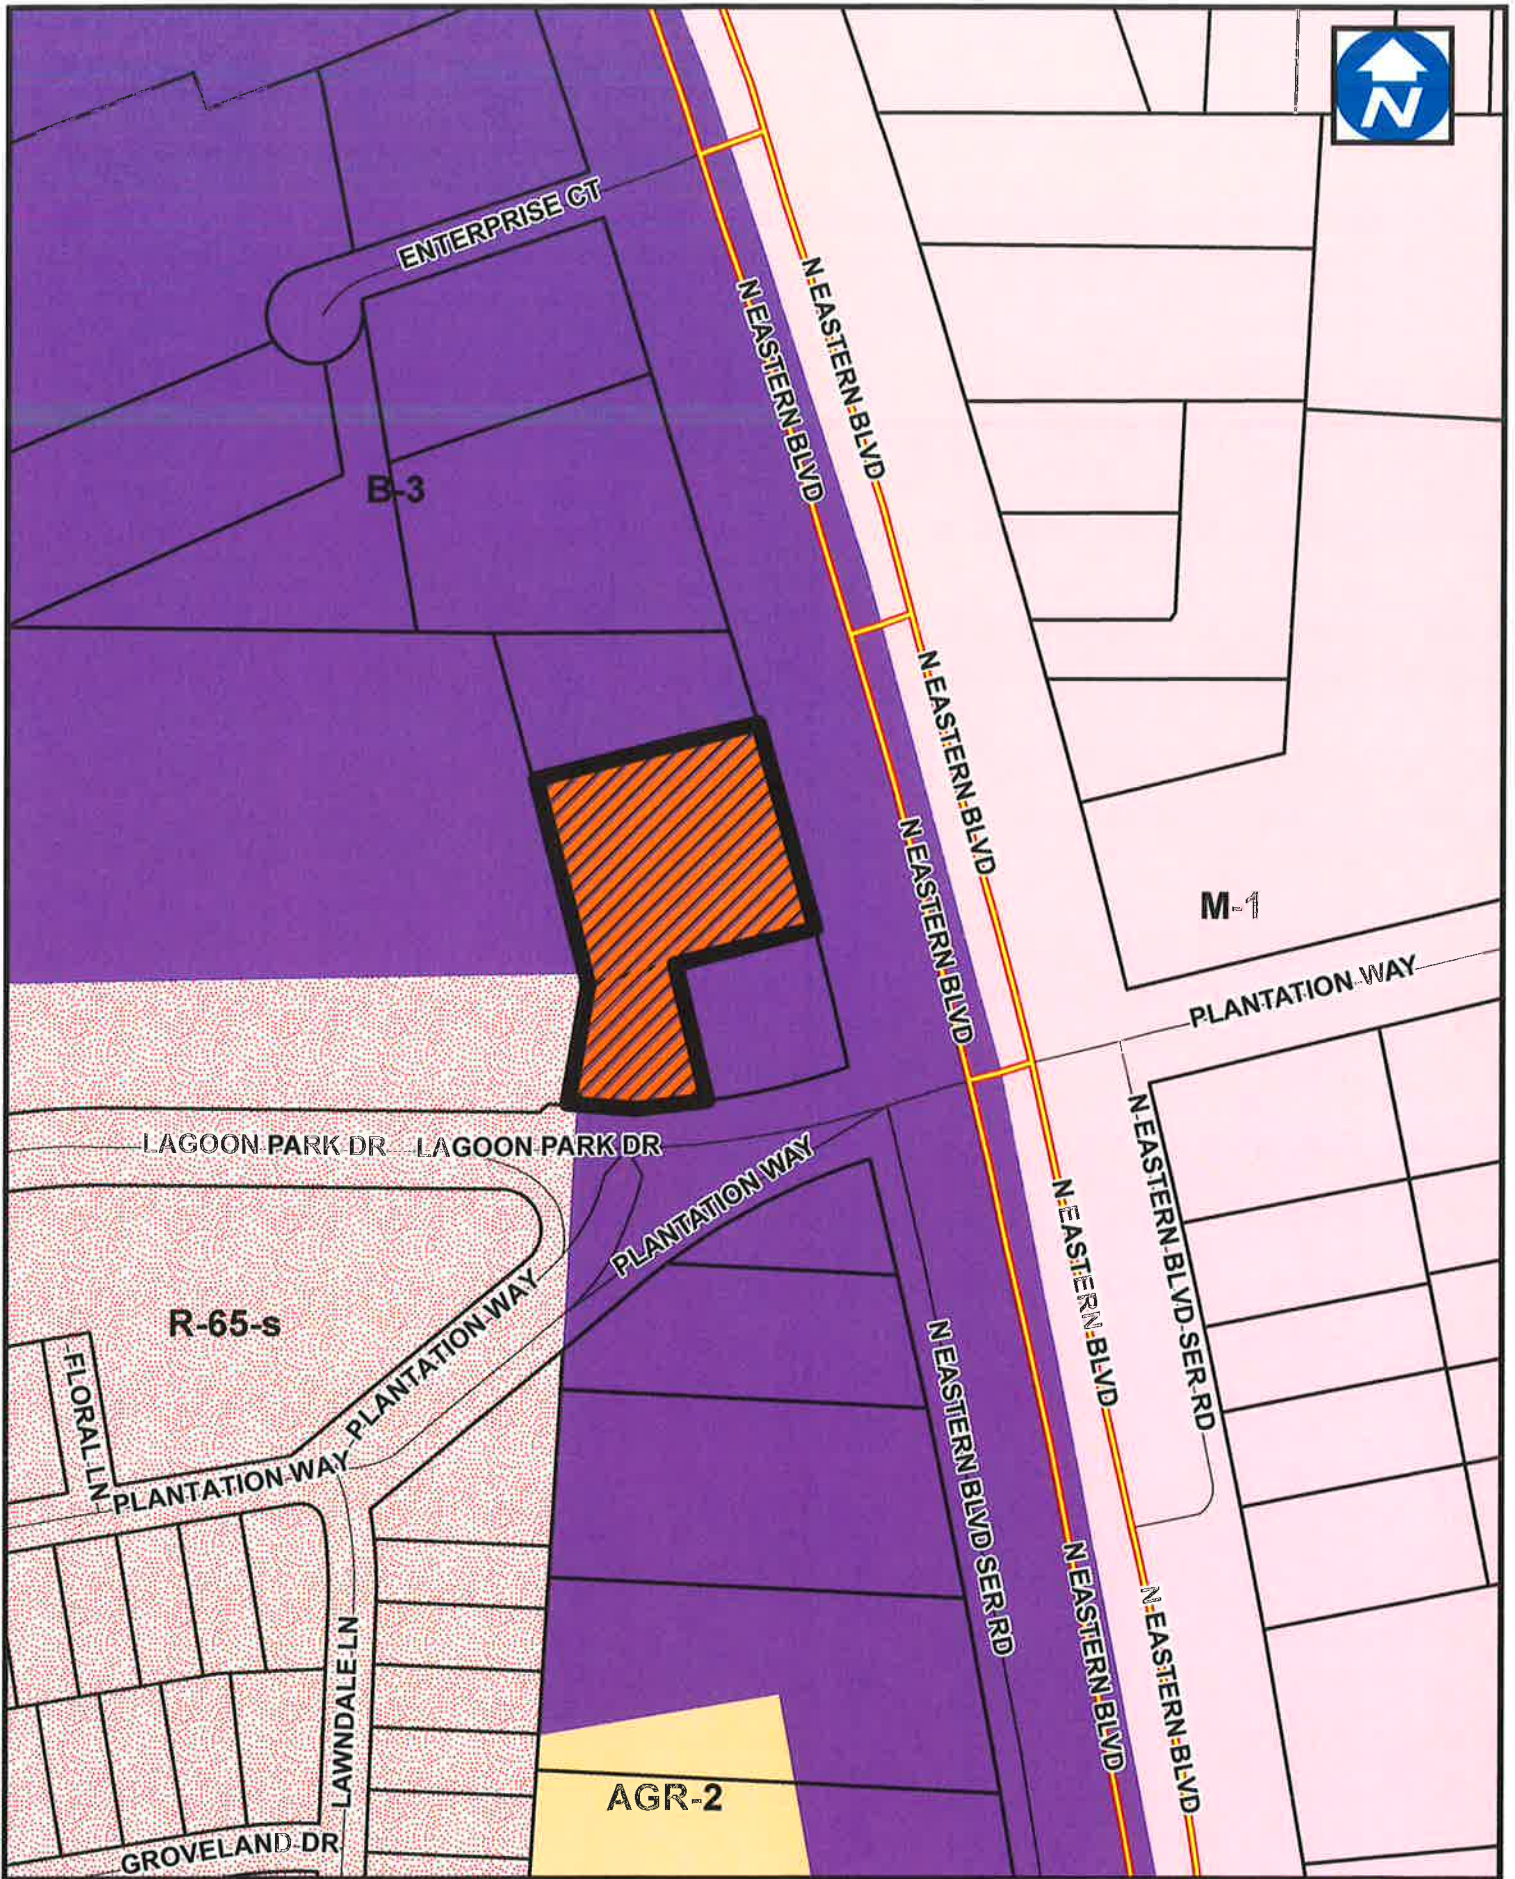 N
ENTERPRISE CT
N EASTERN BLVD
N EASTERN BLVD
B-3
N EASTERN BLVD
N EASTERN BLVD
M-1
PLANTATION WAY
LAGOON PARK DR
LAGOON PARK DR
PLANTATION WAY
N EASTERN BLVD SER RD
N EASTERN BLVD
R-65-s
PLANTATION WAY
FLORAL LN
N EASTERN BLVD SER RD
PLANTATION WAY
N EASTERN BLVD
N EASTERN BLVD
LAWNDALE LN
AGR-2
GROVELAND DR